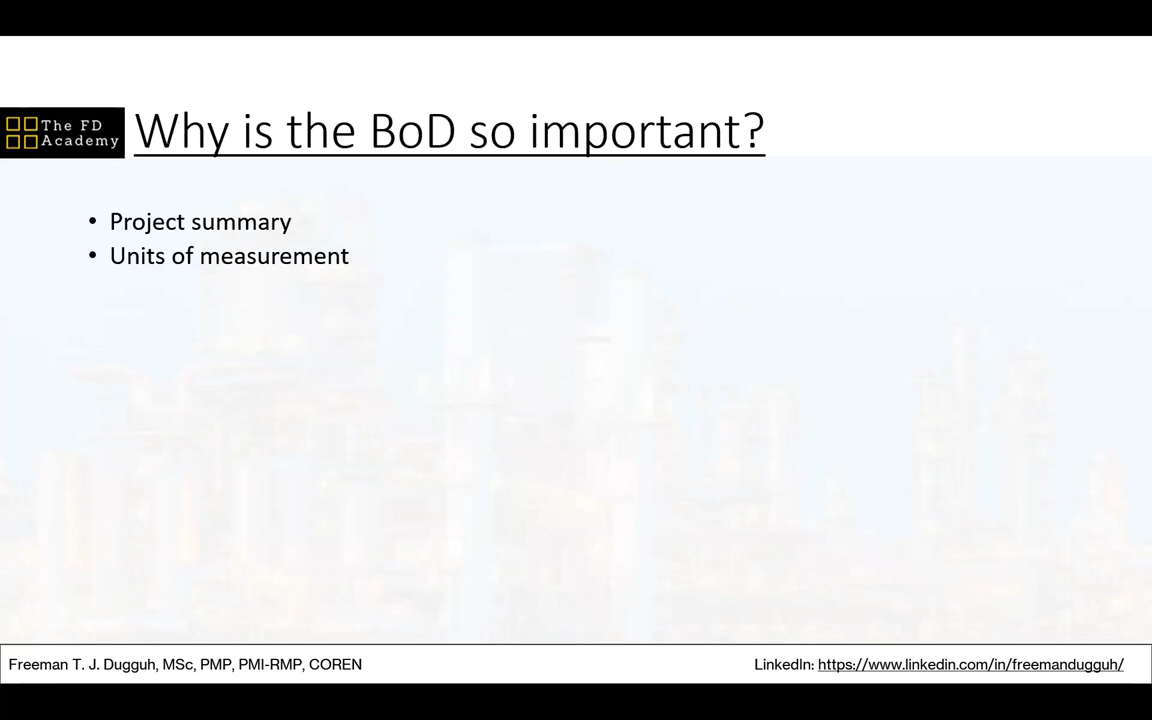 The FD
Academy
Why is the BoD so important?
• Project summary
• Units of measurement
Freeman T. J. Dugguh, MSc, PMP, PMI-RMP, COREN
LinkedIn: https://www.linkedin.com/in/freemandugguh/